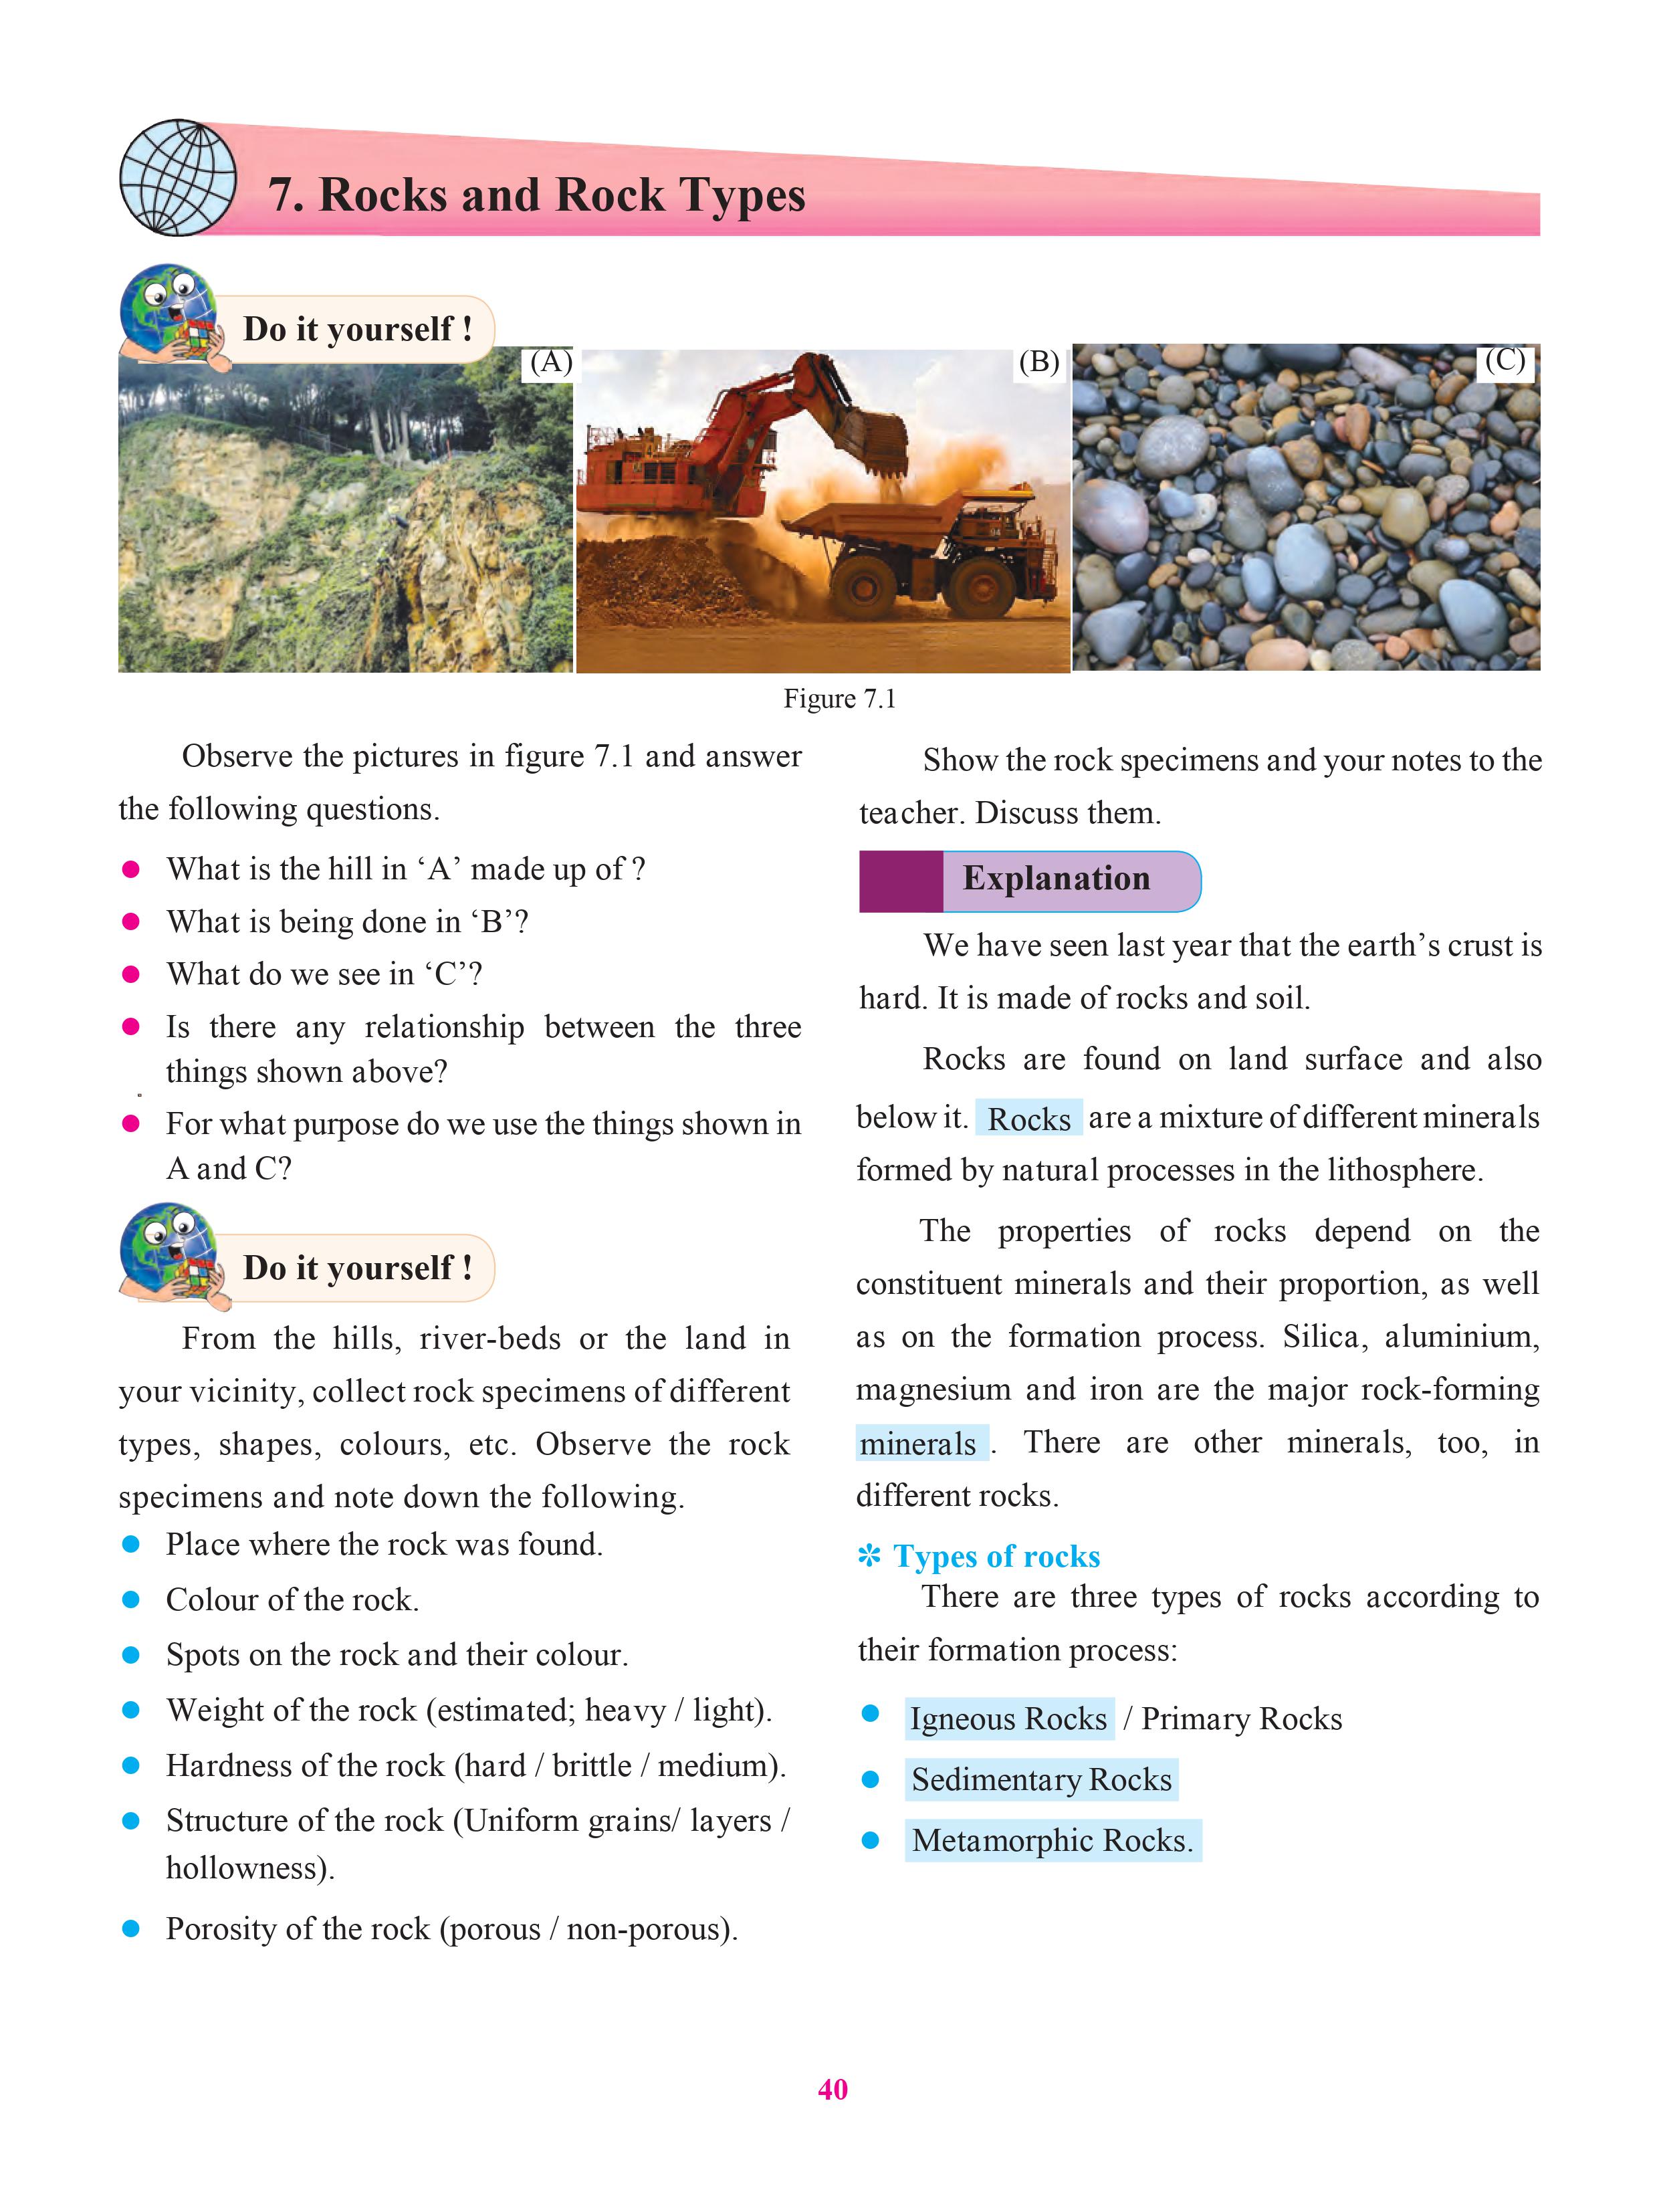 7. Rocks and Rock Types
Do it yourself !
(A)
(B)
(C)
Figure 7.1
Observe the pictures in figure 7.1 and answer
the following questions.
What is the hill in ‘A’ made up of ?
What is being done in ‘B’?
What do we see in ‘C’?
Is there any relationship between the three
things shown above?
For what purpose do we use the things shown in
A and C?
Do it yourself !
From the hills, river-beds or the land in
your vicinity, collect rock specimens of different
types, shapes, colours, etc. Observe the rock
specimens and note down the following.
Place where the rock was found.
Colour of the rock.
Spots on the rock and their colour.
Weight of the rock (estimated; heavy / light).
Hardness of the rock (hard / brittle / medium).
Structure of the rock (Uniform grains/ layers /
hollowness).
Porosity of the rock (porous / non-porous).
Show the rock specimens and your notes to the
teacher. Discuss them.
Explanation
We have seen last year that the earth’s crust is
hard. It is made of rocks and soil.
Rocks are found on land surface and also
below it. Rocks are a mixture of different minerals
formed by natural processes in the lithosphere.
The properties of rocks depend on the
constituent minerals and their proportion, as well
as on the formation process. Silica, aluminium,
magnesium and iron are the major rock-forming
minerals . There are other minerals, too, in
different rocks.
✻ Types of rocks
There are three types of rocks according to
their formation process:
Igneous Rocks / Primary Rocks
Sedimentary Rocks
Metamorphic Rocks.
40